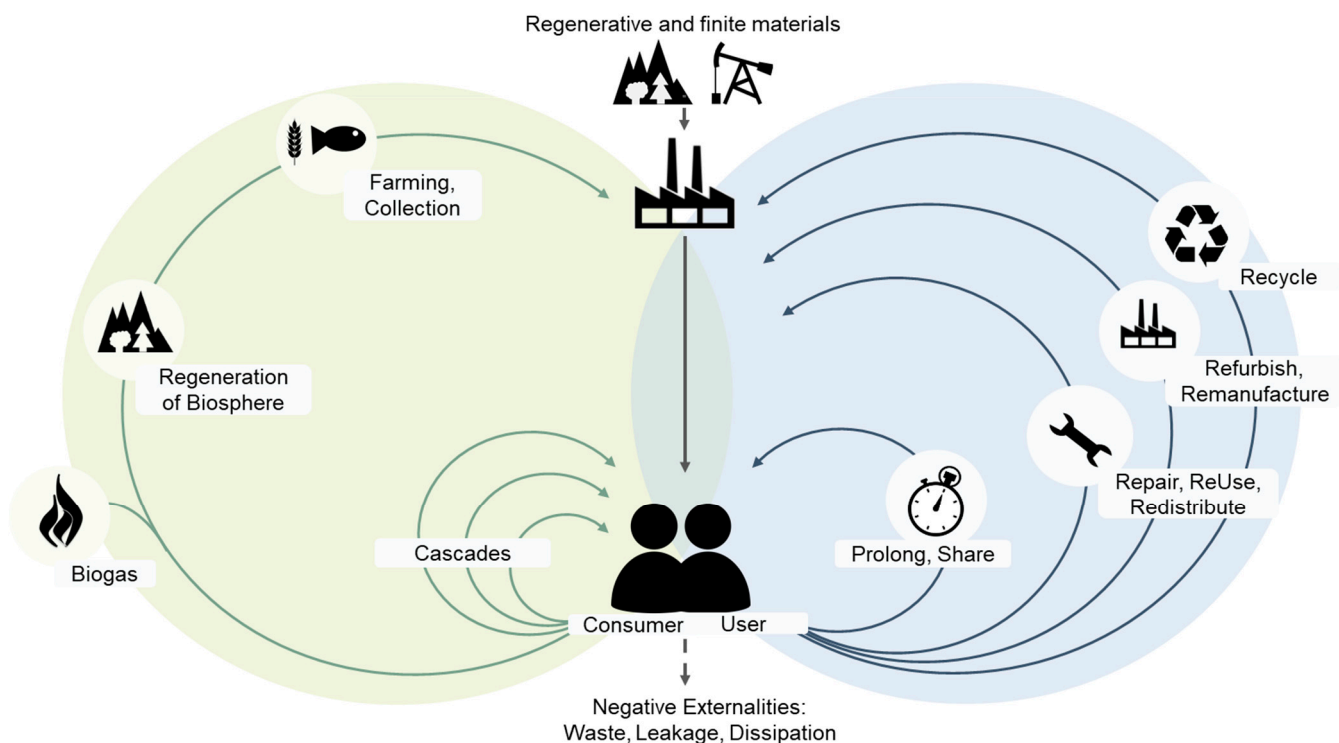 Regenerative and finite materials
Farming,
Collection
Recycle
Regeneration
of Biosphere
Refurbish,
Remanufacture
Repair, ReUse,
Redistribute
Biogas
Cascades
Prolong, Share
Consumer
User
Negative Externalities:
Waste, Leakage, Dissipation